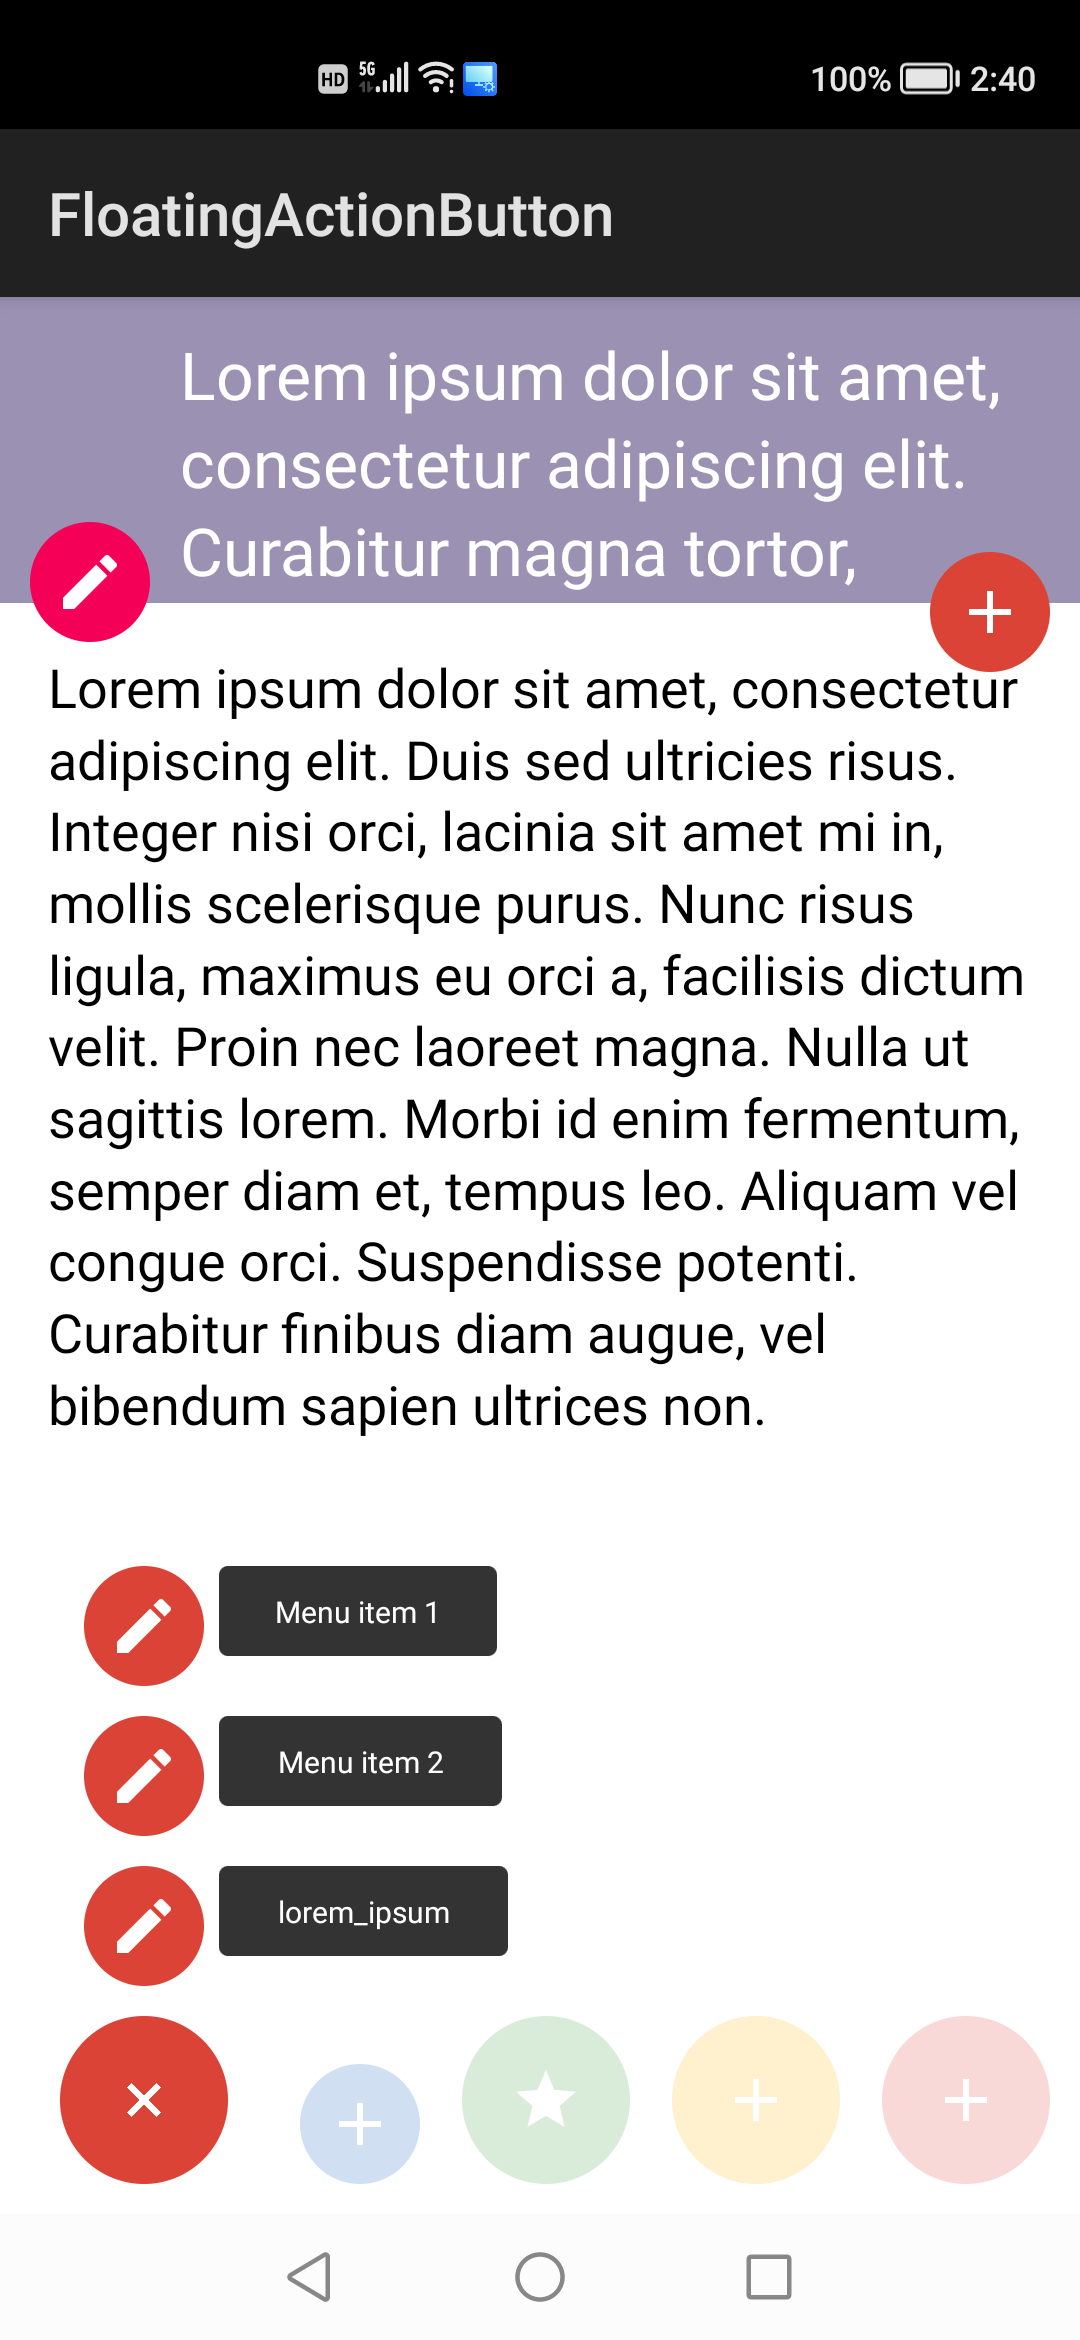 HD 5G 100% 2:40
FloatingActionButton
Lorem ipsum dolor sit amet,
consectetur adipiscing elit.
Curabitur magna tortor,
Lorem ipsum dolor sit amet, consectetur
adipiscing elit. Duis sed ultricies risus.
Integer nisi orci, lacinia sit amet mi in,
mollis scelerisque purus. Nunc risus
ligula, maximus eu orci a, facilisis dictum
velit. Proin nec laoreet magna. Nulla ut
sagittis lorem. Morbi id enim fermentum,
semper diam et, tempus leo. Aliquam vel
congue orci. Suspendisse potenti.
Curabitur finibus diam augue, vel
bibendum sapien ultrices non.
Menu item 1
Menu item 2
lorem_ipsum